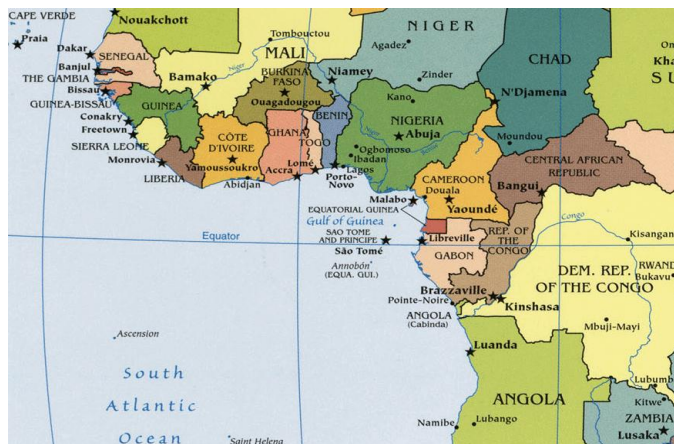 CAPE VERDE
Praia
Nouakchott
Dakar
SENEGAL
Banjul
THE GAMBIA
Bissau
GUINEA-BISSAU
GUINEA
Conakry
Freetown
SIERRA LEONE
Monrovia
LIBERIA
MALI
Tombouctou
Bamako
Niger
BURKINA
FASO
Ouagadougou
CÔTE
D'IVOIRE
Yamoussoukro
Abidjan
GHANA
Accra
TOGO
Lomé
BENIN
Porto-
Novo
NIGER
Agadez
Niamey
Zinder
Kano
NIGERIA
Abuja
Ogbomoso
Ibadan
Lagos
CHAD
N'Djamena
Moundou
CENTRAL AFRICAN
REPUBLIC
Bangui
CAMEROON
Douala
Yaoundé
Malabo
EQUATORIAL GUINEA
Gulf of Guinea
SAO TOME
AND PRINCIPE
São Tomé
Annobón
(EQUA. GUI.)
Equator
Libreville
GABON
REP. OF
THE
CONGO
Brazzaville
Pointe-Noire
Kinshasa
Congo
Kisangan
DEM. REP.
OF THE CONGO
RWAND
Bukavu
Mbuji-Mayi
ANGOLA
(Cabinda)
Luanda
ANGOLA
Lubango
Namibe
Lubumb
Kitwe
ZAMBIA
Lusaka
Ascension
South
Atlantic
Ocean
Saint Helena